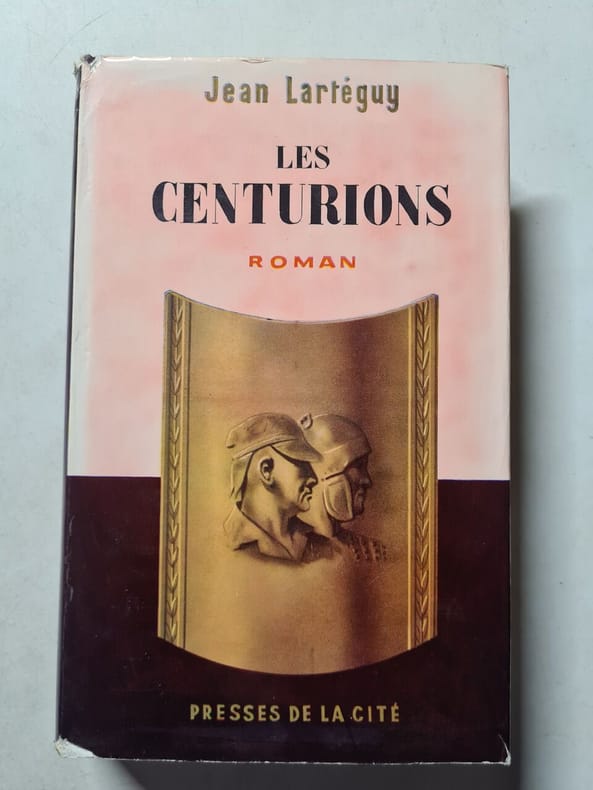 Jean Lartéguy
LES
CENTURIONS
ROMAN
PRESSES DE LA CITÉ